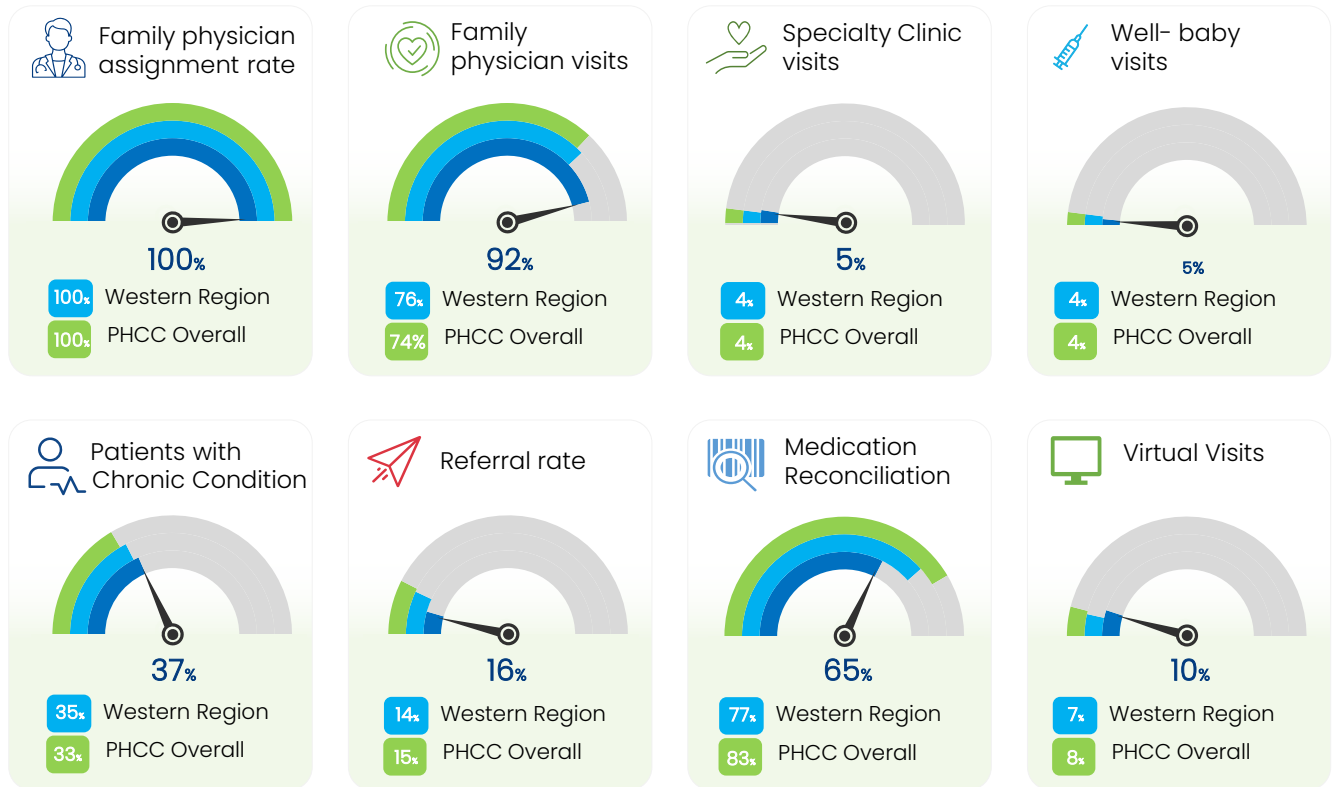 Family physician
assignment rate
100%
100% Western Region
100% PHCC Overall
Family
physician visits
92%
76% Western Region
74% PHCC Overall
Specialty Clinic
visits
5%
4% Western Region
4% PHCC Overall
Well- baby
visits
5%
4% Western Region
4% PHCC Overall
Patients with
Chronic Condition
37%
35% Western Region
33% PHCC Overall
Referral rate
16%
14% Western Region
15% PHCC Overall
Medication
Reconciliation
65%
77% Western Region
83% PHCC Overall
Virtual Visits
10%
7% Western Region
8% PHCC Overall